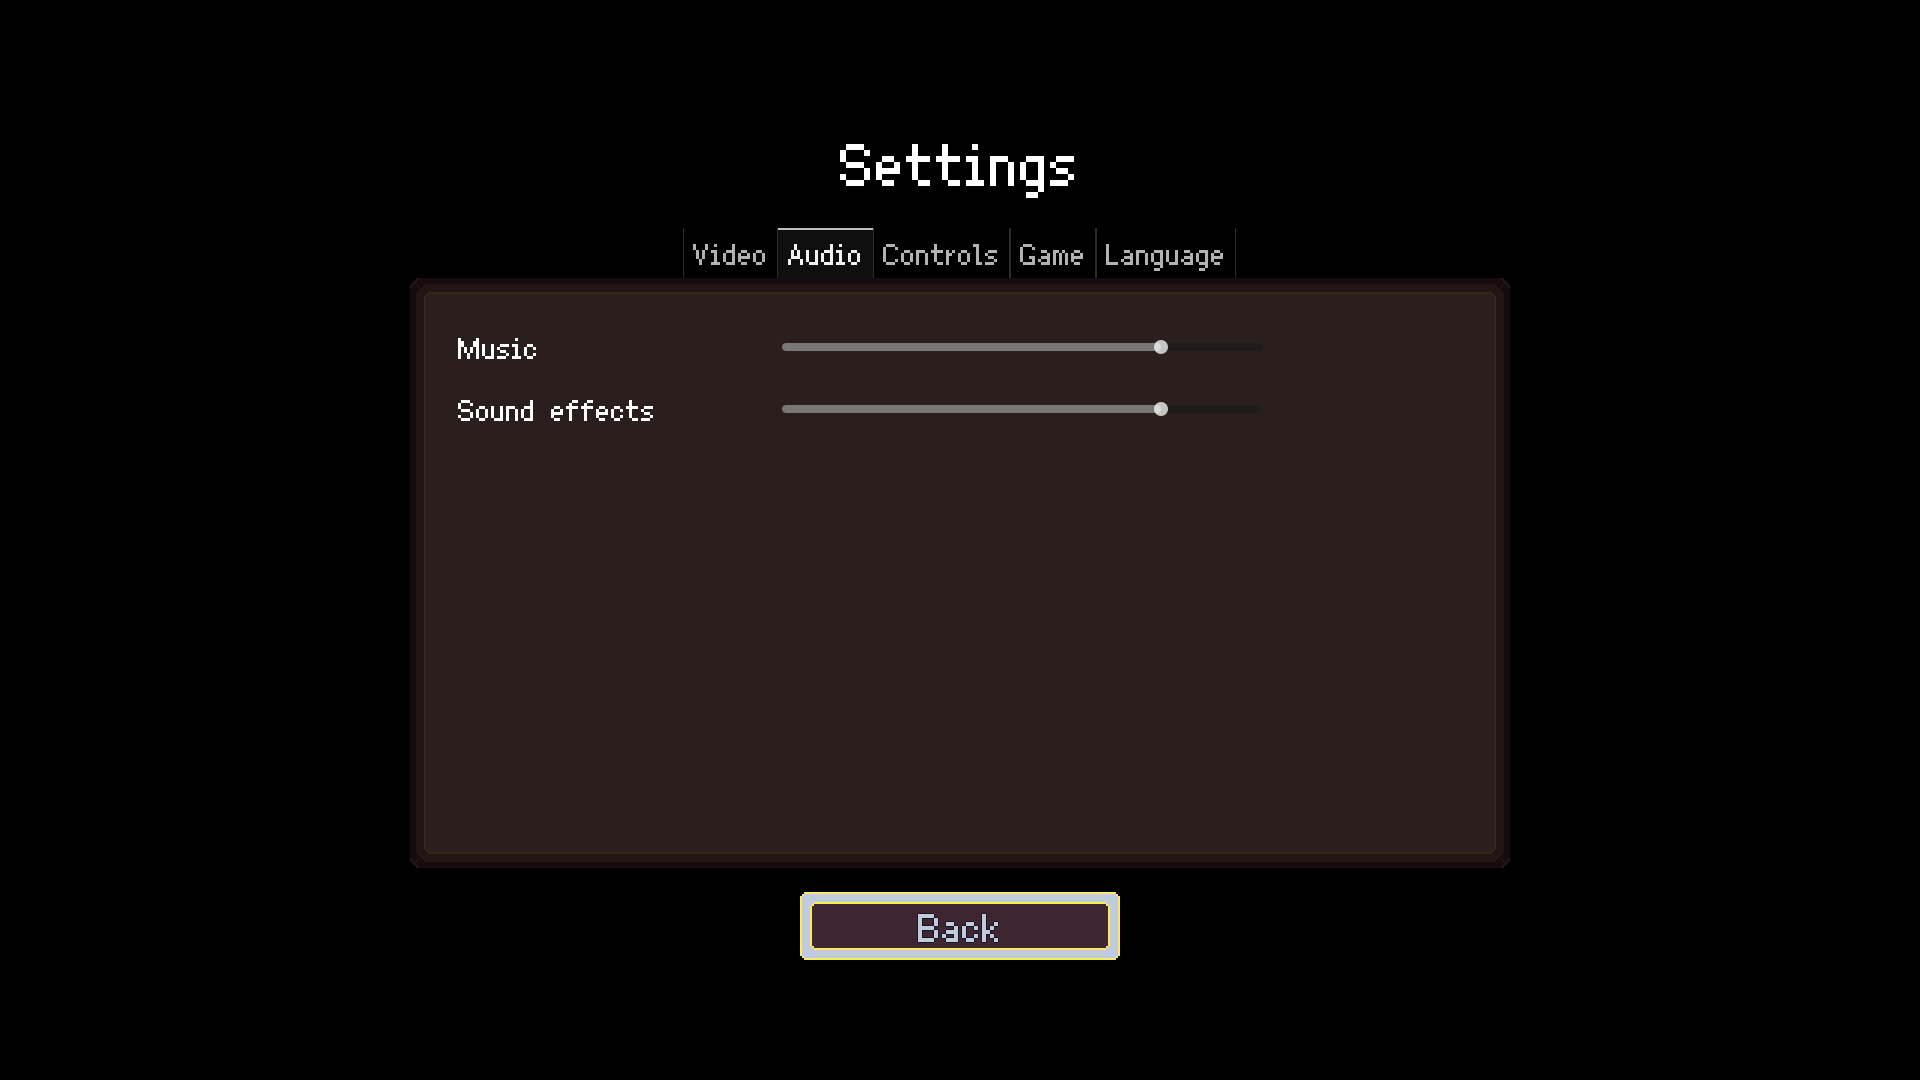 Settings
Video Audio Controls Game Language
Music
Sound effects
Back